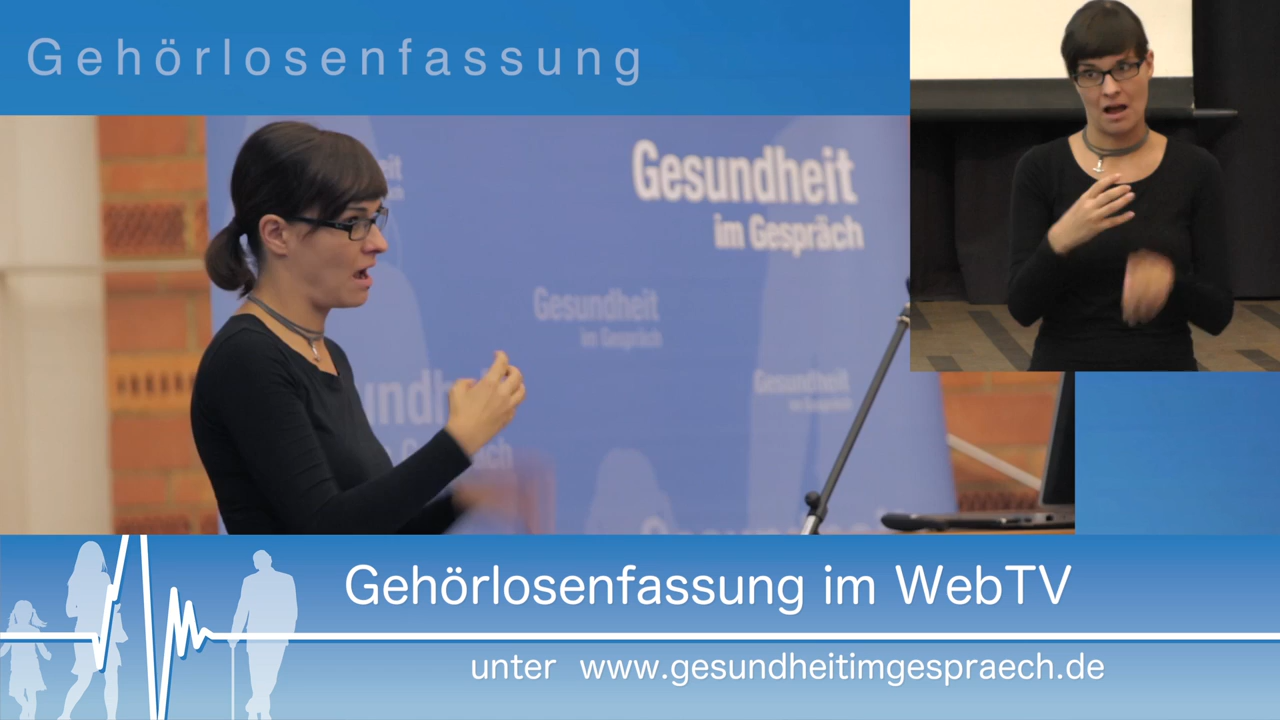 Gehörlosenfassung
Gesundheit
im Gespräch
Gesundheit
im Gespräch
Gesundheit
im Gespräch
Gehörlosenfassung im WebTV
unter www.gesundheitimgespraech.de